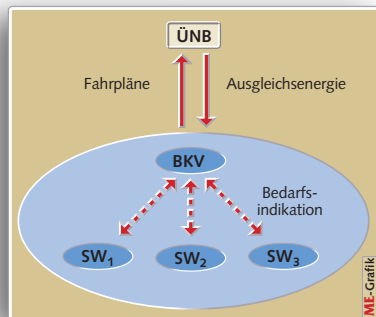 ÜNB
Fahrpläne
Ausgleichsenergie
BKV
Bedarfs-
indikation
SW1
SW2
SW3
ME-Grafik